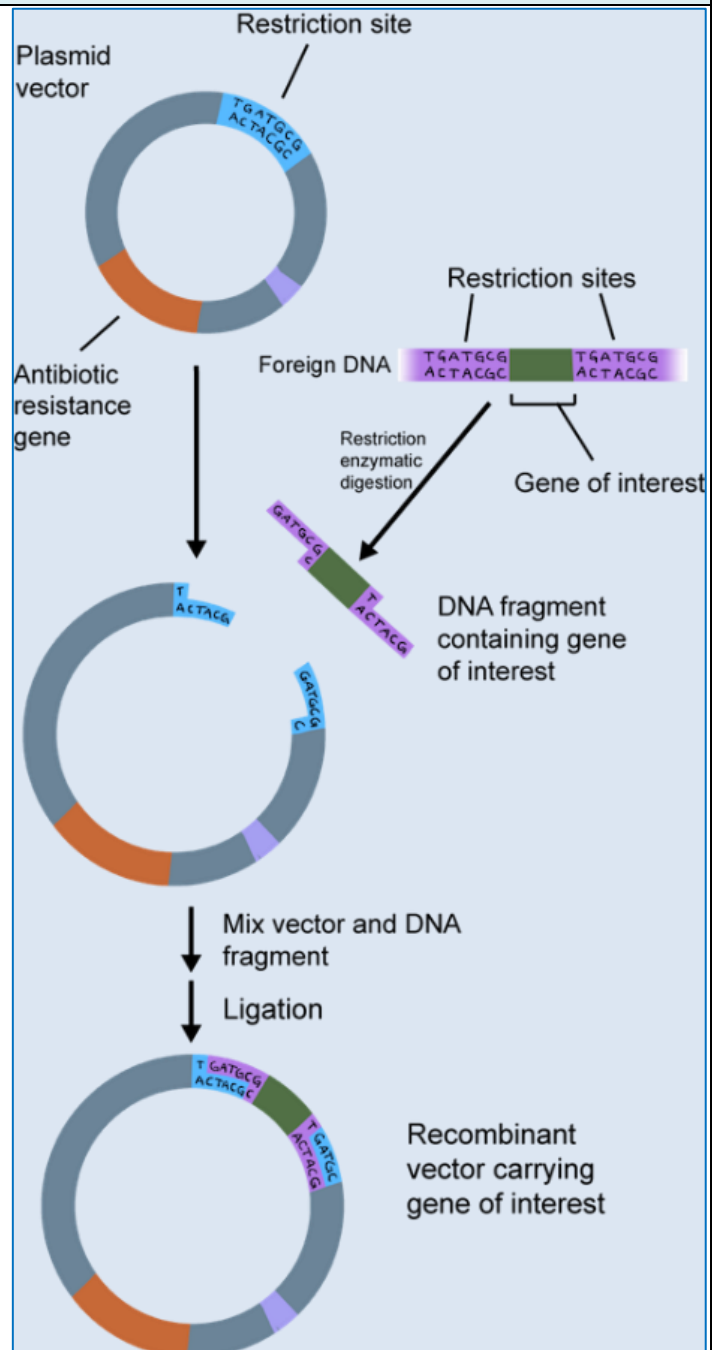 Restriction site
Plasmid
vector
TGATGCG
ACTACGC
Restriction sites
Foreign DNA
TGATGCG
ACTACGC
TGATGCG
ACTACGC
Antibiotic
resistance
gene
Restriction
enzymatic
digestion
Gene of interest
GATGCG
C
T
ACTACG
DNA fragment
containing gene
of interest
T
ACTACG
GATGCG
C
Mix vector and DNA
fragment
Ligation
T GATGCG
ACTACGC
T GATGC
ACTACG
Recombinant
vector carrying
gene of interest